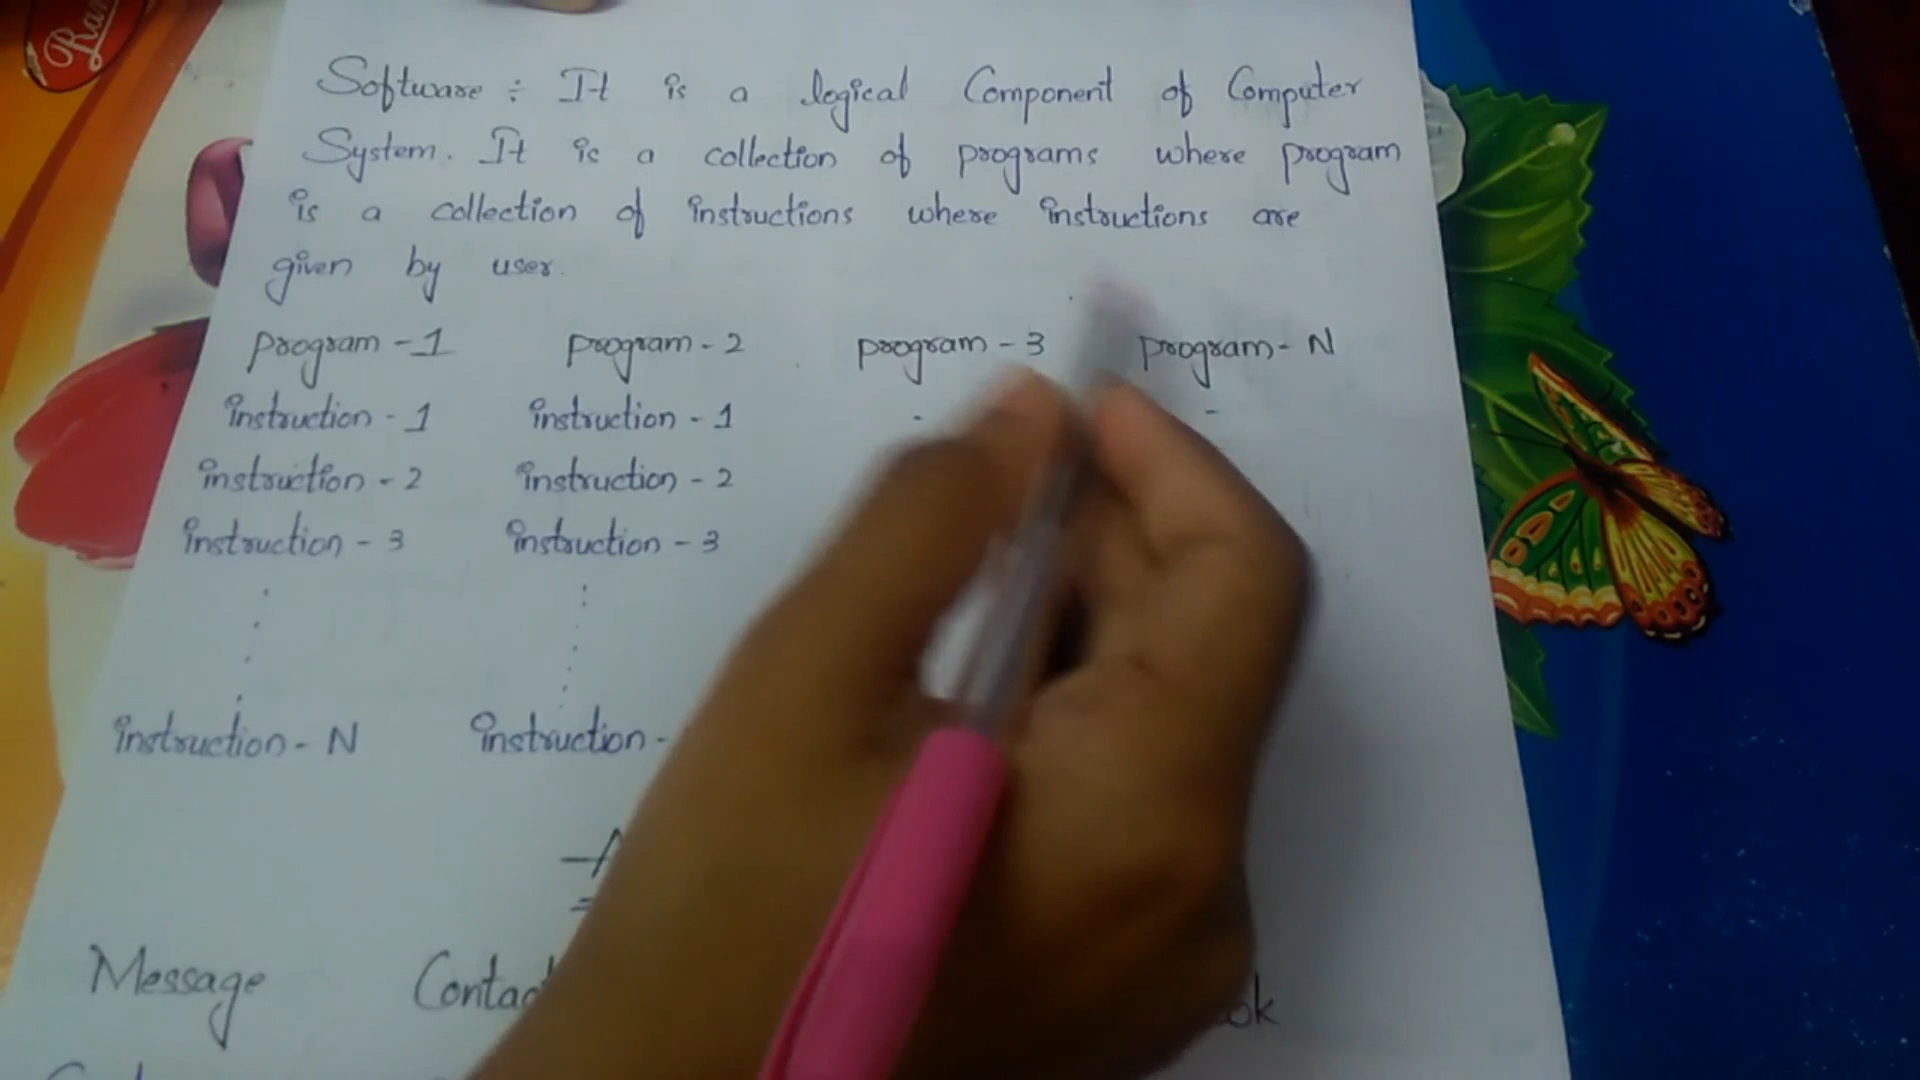 Software ÷ It is a logical Component of Computer
System. It is a collection of programs where program
is a collection of instructions where instructions are
given by user.
program - 1 program - 2 program - 3 program - N
instruction - 1 instruction - 1 - -
instruction - 2 instruction - 2
instruction - 3 instruction - 3
instruction - N instruction -
Message